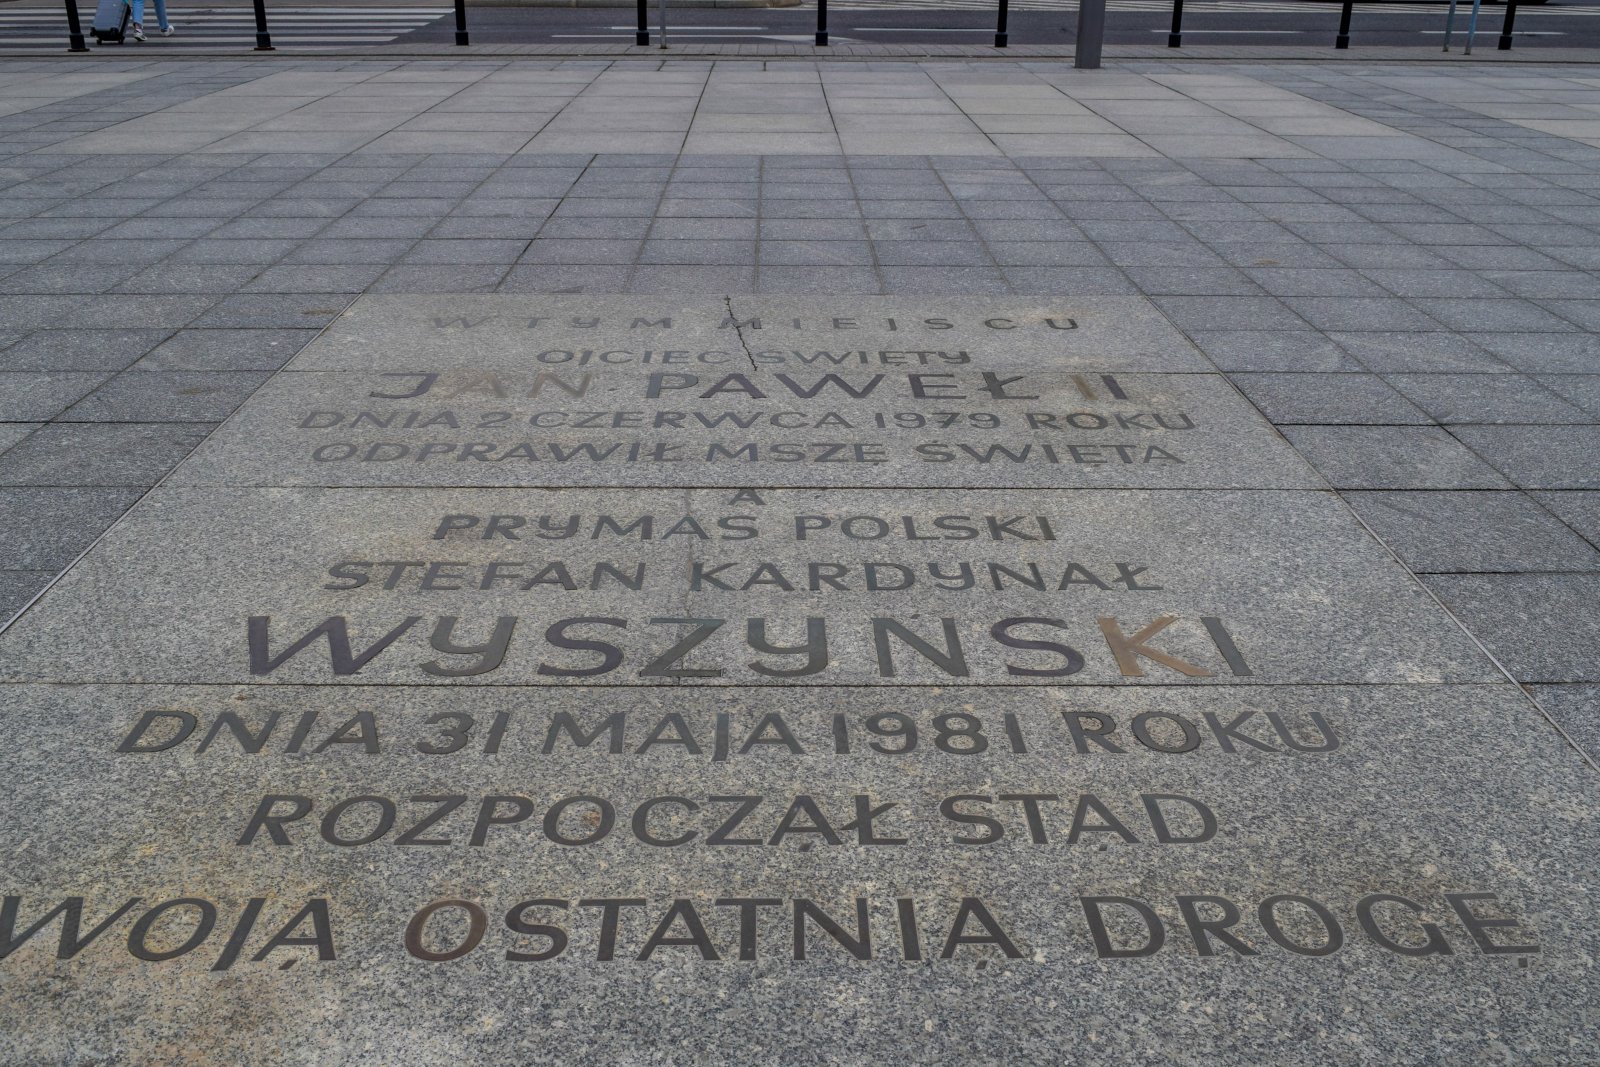 W TYM MIEJSCU
OJCIEC ŚWIĘTY
JAN PAWEŁ II
DNIA 2 CZERWCA 1979 ROKU
ODPRAWIŁ MSZĘ ŚWIĘTĄ
A
PRYMAS POLSKI
STEFAN KARDYNAŁ
WYSZYŃSKI
DNIA 31 MAJA 1981 ROKU
ROZPOCZĄŁ STĄD
WOJĄ OSTATNIĄ DROGĘ